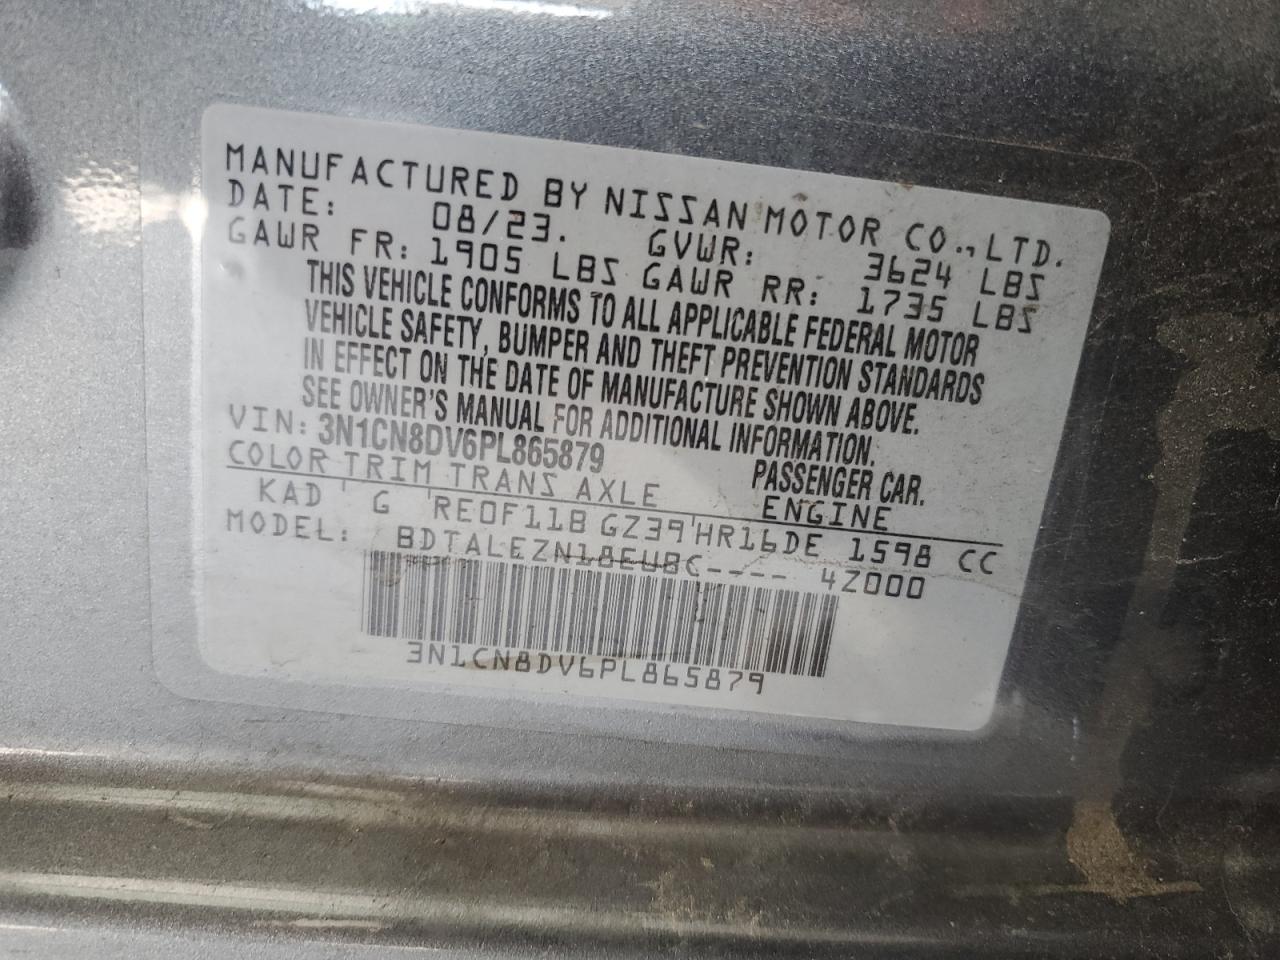 MANUFACTURED BY NISSAN MOTOR CO., LTD.
DATE: 08/23. GVWR: 3624 LBS
GAWR FR: 1905 LBS GAWR RR: 1735 LBS
THIS VEHICLE CONFORMS TO ALL APPLICABLE FEDERAL MOTOR
VEHICLE SAFETY, BUMPER AND THEFT PREVENTION STANDARDS
IN EFFECT ON THE DATE OF MANUFACTURE SHOWN ABOVE.
SEE OWNER'S MANUAL FOR ADDITIONAL INFORMATION.
VIN: 3N1CN8DV6PL865879 PASSENGER CAR.
COLOR TRIM TRANS AXLE ENGINE
KAD G RE0F11B GZ39 HR16DE 1598 CC
MODEL: BDTALEZN18EUBC---- 4Z000
3N1CN8DV6PL865879